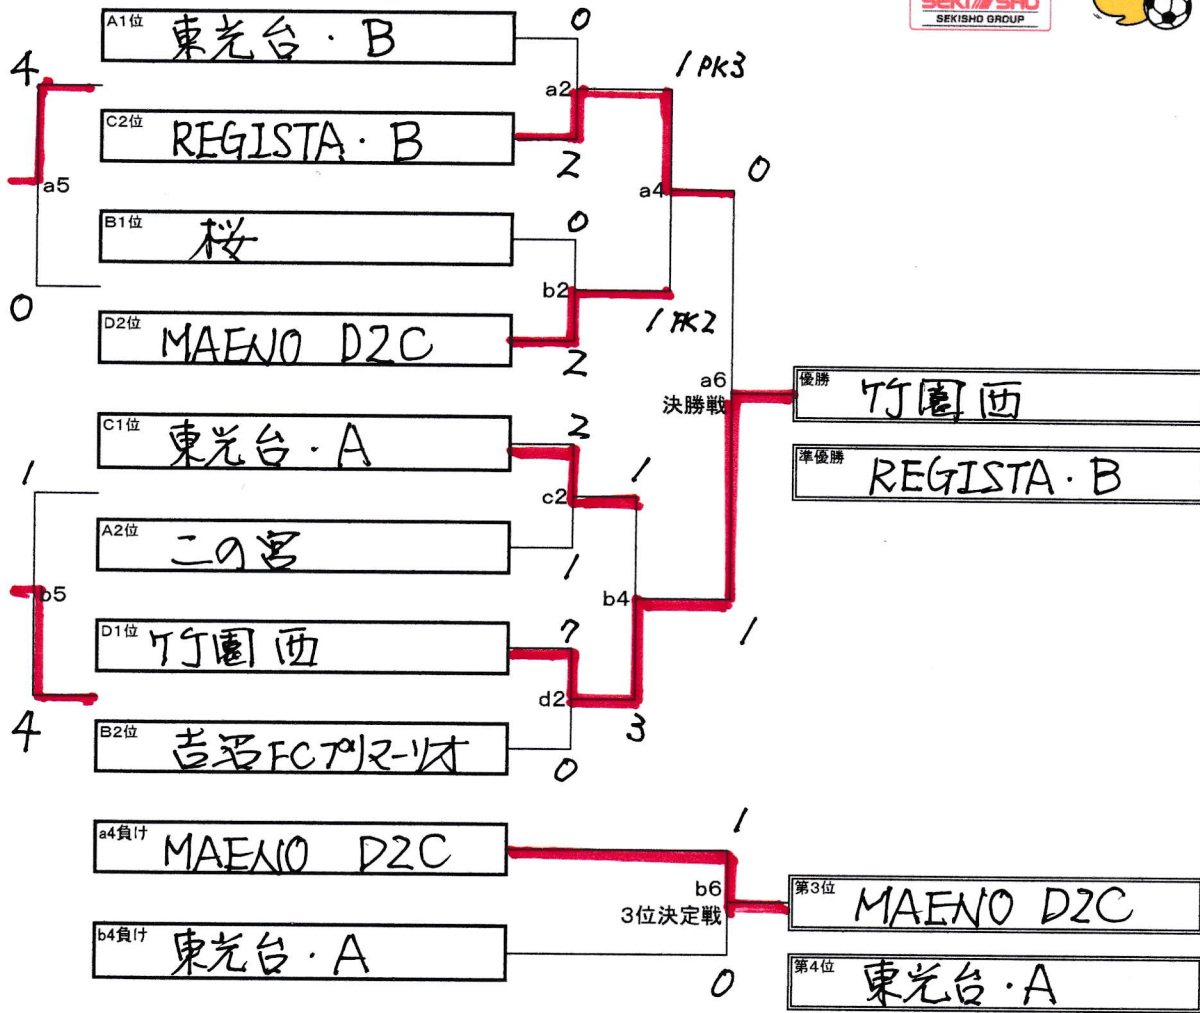 SEKISHO
SEKISHO GROUP
A1位 東光台・B 0
4
a2 1 PK3
C2位 REGISTA・B 2
a5 a4 0
B1位 桜 0
0
b2 1 PK2
D2位 MAENO D2C 2
a6
決勝戦
優勝 竹園西
C1位 東光台・A 2
準優勝 REGISTA・B
1 c2 1
A2位 二の宮 1
b5 b4
D1位 竹園西 7 1
d2 3
4
B2位 吉沼FCプリマーリオ 0
a4負け MAENO D2C 1
b6
3位決定戦
第3位 MAENO D2C
b4負け 東光台・A 0
第4位 東光台・A